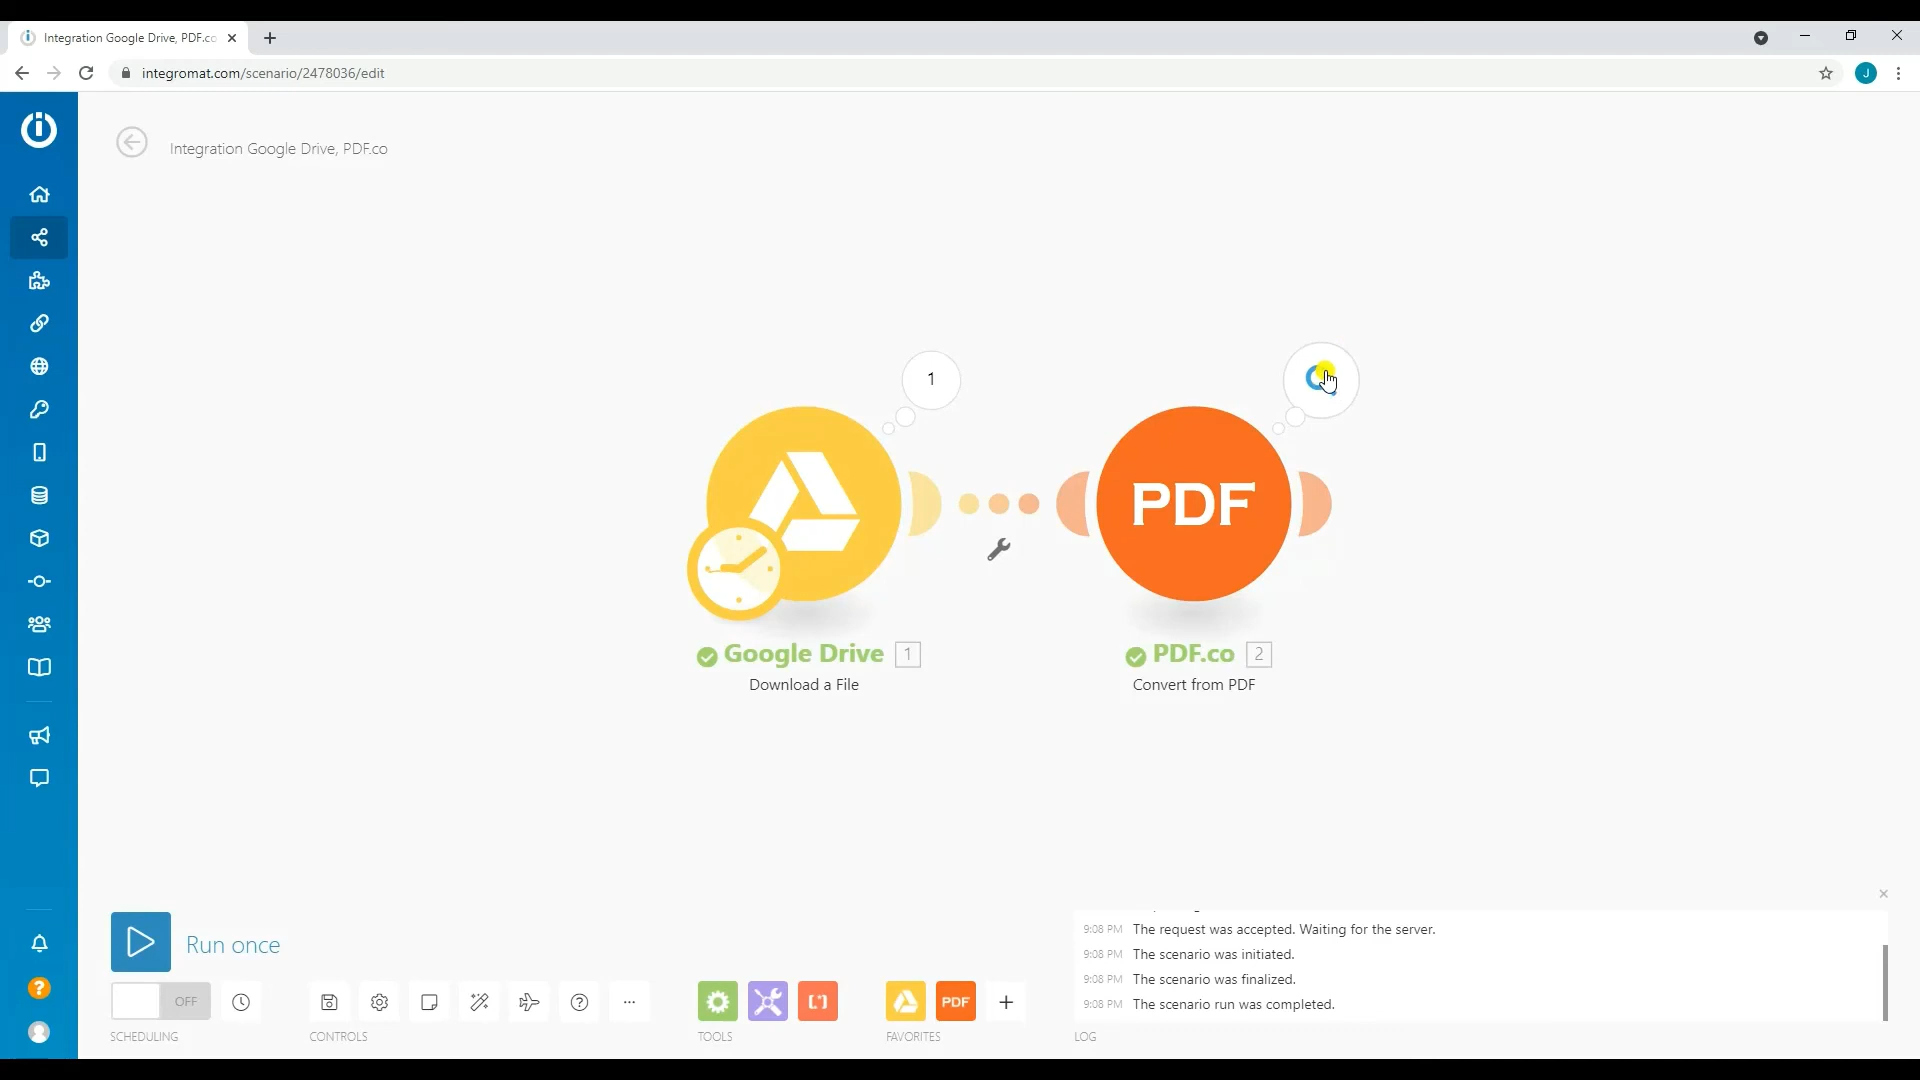 Integration Google Drive, PDF.co
integromat.com/scenario/2478036/edit
J
Integration Google Drive, PDF.co
1
PDF
Google Drive 1
Download a File
PDF.co 2
Convert from PDF
Run once
9:08 PM The request was accepted. Waiting for the server.
9:08 PM The scenario was initiated.
9:08 PM The scenario was finalized.
9:08 PM The scenario run was completed.
OFF
PDF
SCHEDULING
CONTROLS
TOOLS
FAVORITES
LOG